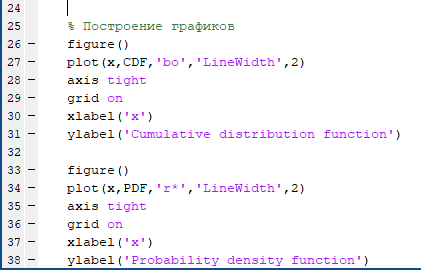 24
25 % Построение графиков
26 – figure()
27 – plot(x,CDF,'bo','LineWidth',2)
28 – axis tight
29 – grid on
30 – xlabel('x')
31 – ylabel('Cumulative distribution function')
32
33 – figure()
34 – plot(x,PDF,'r*','LineWidth',2)
35 – axis tight
36 – grid on
37 – xlabel('x')
38 – ylabel('Probability density function')